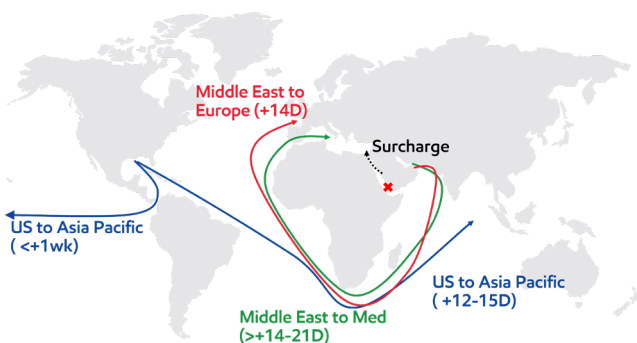 Middle East to
Europe (+14D)
Surcharge
US to Asia Pacific
( <+1wk)
US to Asia Pacific
( +12-15D)
Middle East to Med
(>+14-21D)